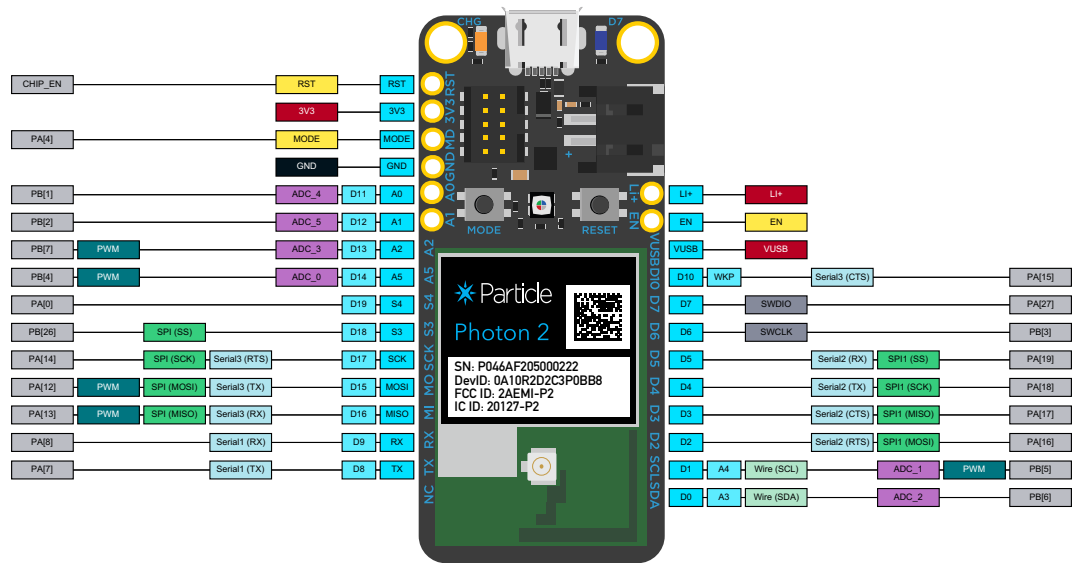 CHG D7
CHIP_EN RST RST RST
3V3 3V3 3V3
PA[4] MODE MODE MD
GND GND GND
PB[1] ADC_4 D11 A0 A0
PB[2] ADC_5 D12 A1 A1
PB[7] PWM ADC_3 D13 A2 A2
PB[4] PWM ADC_0 D14 A5 A5
PA[0] D19 S4 S4
PB[26] SPI (SS) D18 S3 S3
PA[14] SPI (SCK) Serial3 (RTS) D17 SCK SCK
PA[12] PWM SPI (MOSI) Serial3 (TX) D15 MOSI MO
PA[13] PWM SPI (MISO) Serial3 (RX) D16 MISO MI
PA[8] Serial1 (RX) D9 RX RX
PA[7] Serial1 (TX) D8 TX TX
NC
+
MODE RESET
Particle
Photon 2
SN: P046AF205000222
DevID: 0A10R2D2C3P0BB8
FCC ID: 2AEMI-P2
IC ID: 20127-P2
Li+ LI+ LI+
EN EN EN
VUSB VUSB VUSB
D10 D10 WKP Serial3 (CTS) PA[15]
D7 D7 SWDIO PA[27]
D6 D6 SWCLK PB[3]
D5 D5 Serial2 (RX) SPI1 (SS) PA[19]
D4 D4 Serial2 (TX) SPI1 (SCK) PA[18]
D3 D3 Serial2 (CTS) SPI1 (MISO) PA[17]
D2 D2 Serial2 (RTS) SPI1 (MOSI) PA[16]
SCL D1 A4 Wire (SCL) ADC_1 PWM PB[5]
SDA D0 A3 Wire (SDA) ADC_2 PB[6]